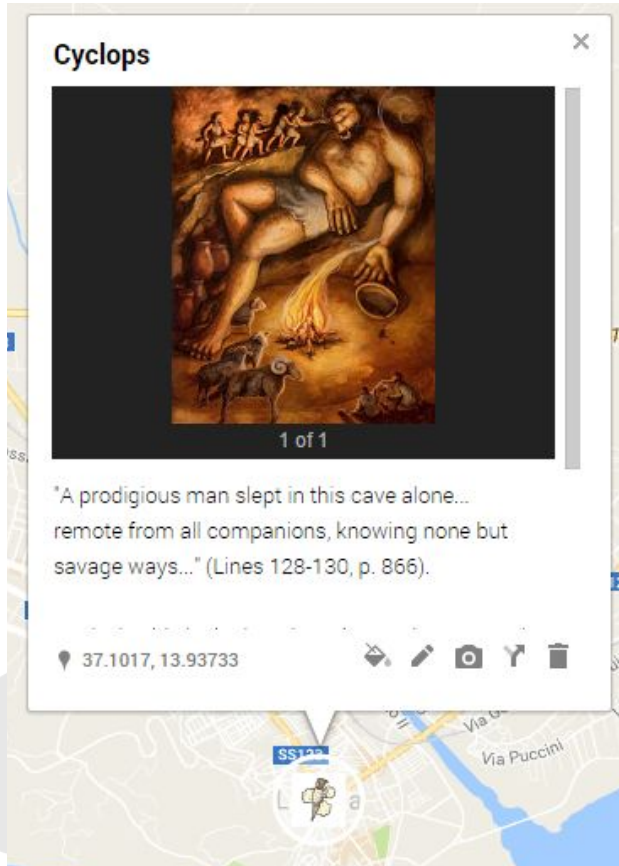 Cyclops
1 of 1
"A prodigious man slept in this cave alone...
remote from all companions, knowing none but
savage ways..." (Lines 128-130, p. 866).
37.1017, 13.93733
Via Puccini